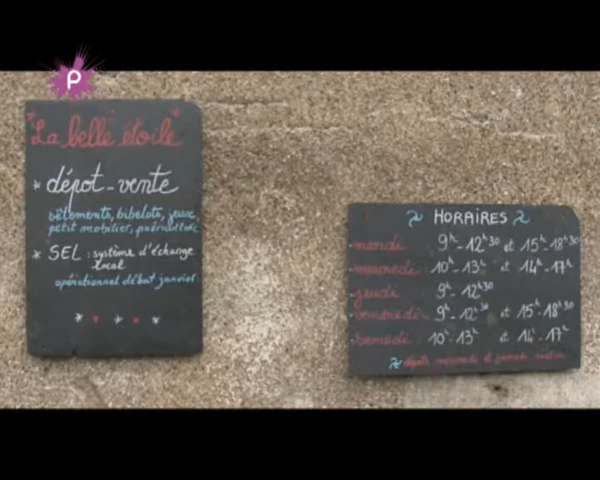 P
La belle étoile
* dépôt-vente
vêtements, bibelots, jeux,
petit mobilier, puériculture
* SEL : système d'échange
local
opérationnel début janvier
HORAIRES
mardi 9h-12h30 et 15h-18h30
mercredi 10h-13h et 14h-17h
jeudi 9h-12h30
vendredi 9h-12h30 et 15h-18h30
samedi 10h-13h et 14h-17h
dépôts mercredi et samedi matin